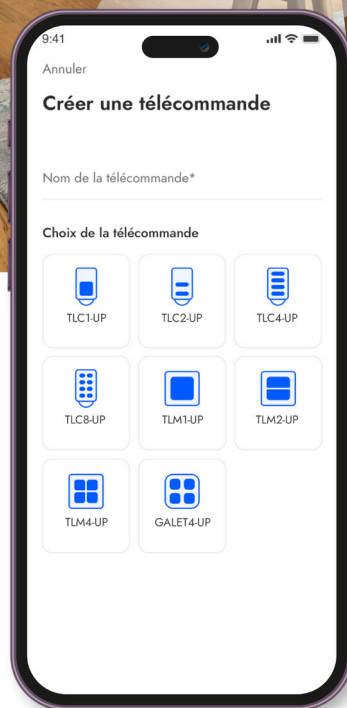 9:41
Annuler
Créer une télécommande
Nom de la télécommande*
Choix de la télécommande
TLC1-UP
TLC2-UP
TLC4-UP
TLC8-UP
TLM1-UP
TLM2-UP
TLM4-UP
GALET4-UP